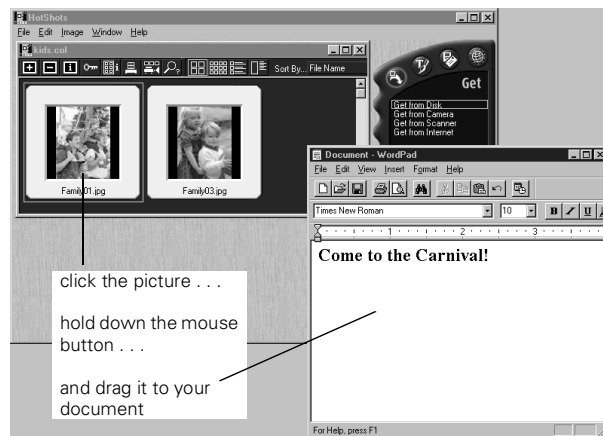 HotShots
File Edit Image Window Help
kids.col
Sort By... File Name
Family01.jpg
Family03.jpg
Get
Get from Disk
Get from Camera
Get from Scanner
Get from Internet
Document - WordPad
File Edit View Insert Format Help
Times New Roman
10
B I U
1 2 3
Come to the Carnival!
For Help, press F1
click the picture . . .
hold down the mouse
button . . .
and drag it to your
document